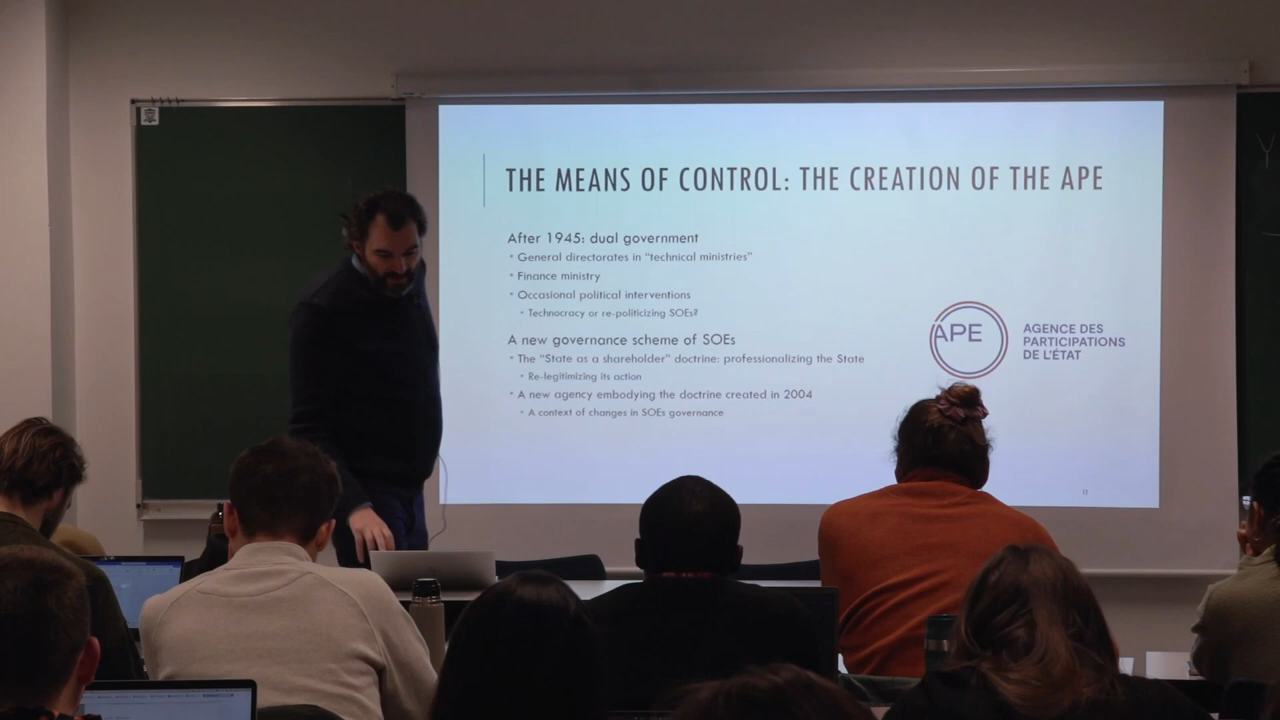 THE MEANS OF CONTROL: THE CREATION OF THE APE
After 1945: dual government
• General directorates in "technical ministries"
• Finance ministry
• Occasional political interventions
• Technocracy or re-politicizing SOEs?
A new governance scheme of SOEs
• The "State as a shareholder" doctrine: professionalizing the State
• Re-legitimizing its action
• A new agency embodying the doctrine created in 2004
• A context of changes in SOEs governance
APE
AGENCE DES
PARTICIPATIONS
DE L'ÉTAT